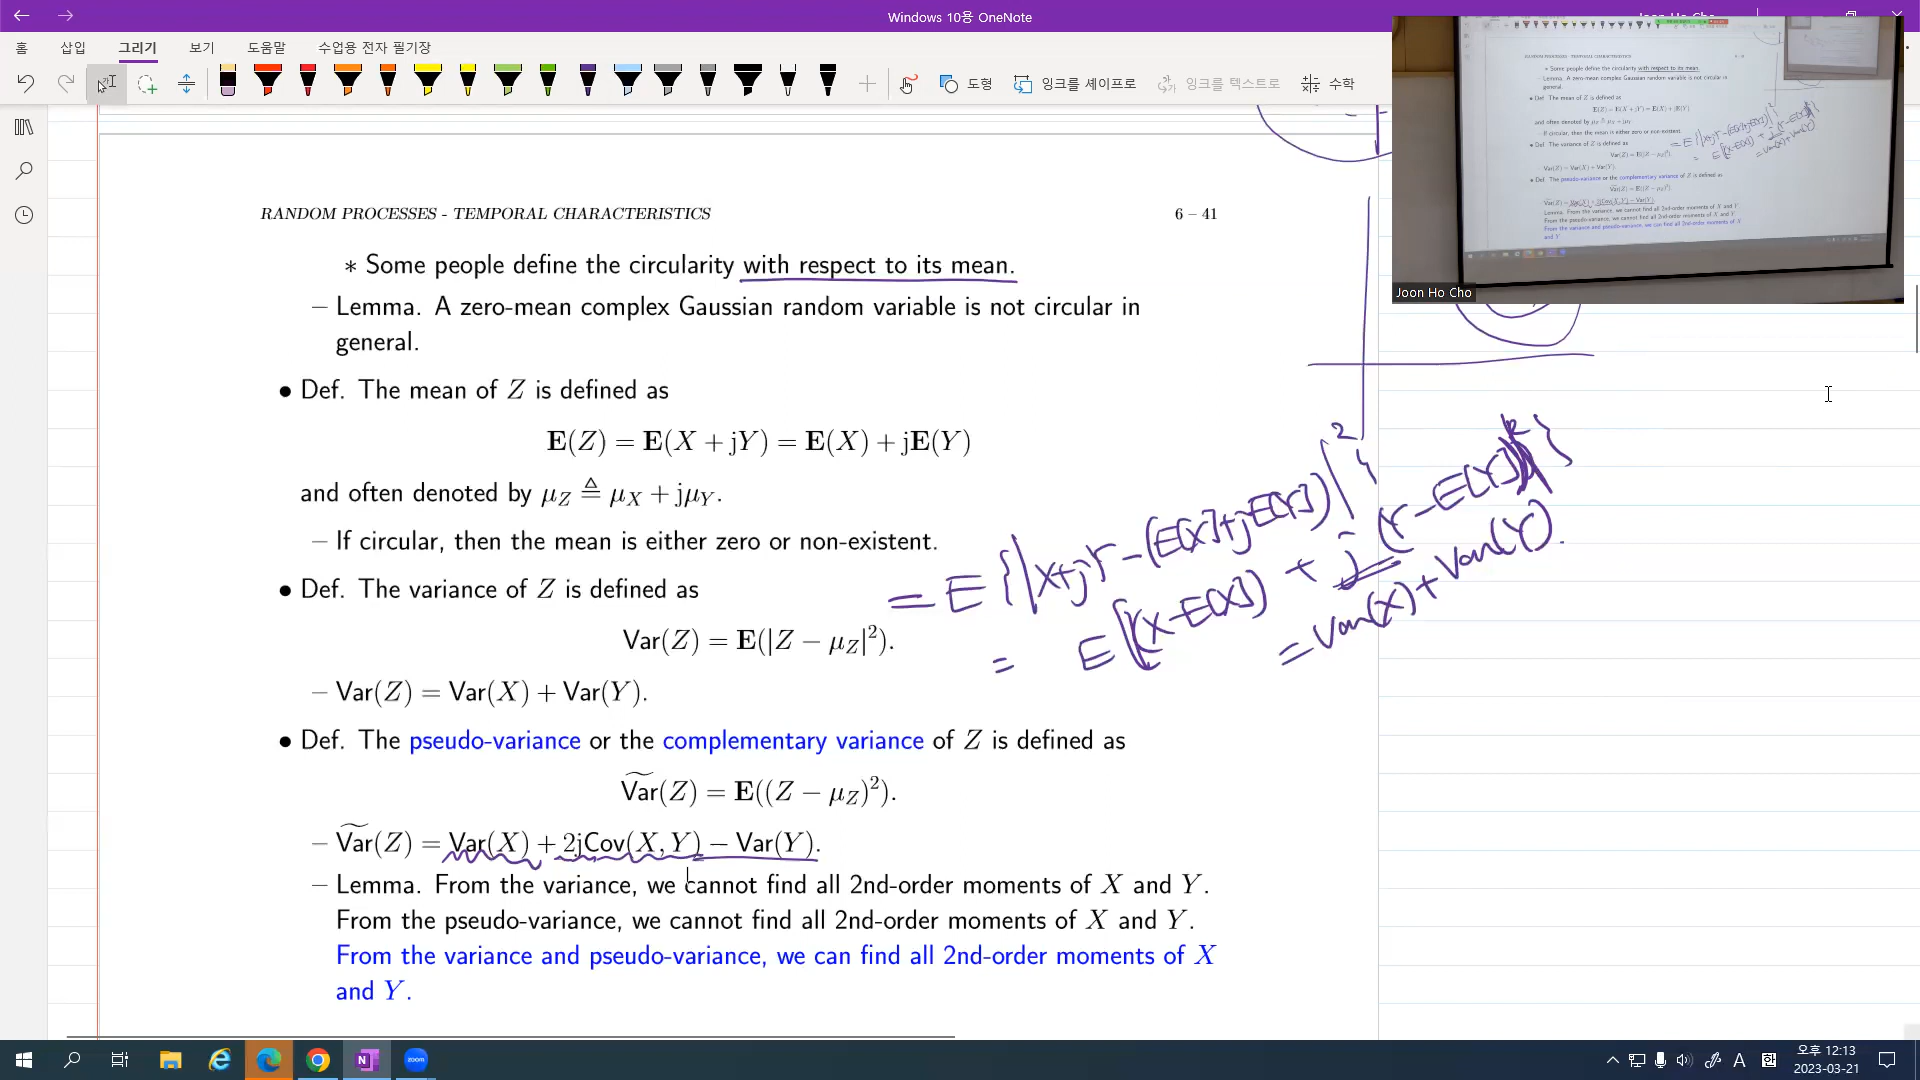 Windows 10용 OneNote
홈 삽입 그리기 보기 도움말 수업용 전자 필기장
도형 잉크를 셰이프로 잉크를 텍스트로 수학
Joon Ho Cho
RANDOM PROCESSES - TEMPORAL CHARACTERISTICS 6 – 41
∗ Some people define the circularity with respect to its mean.
– Lemma. A zero-mean complex Gaussian random variable is not circular in
general.
• Def. The mean of Z is defined as
E(Z) = E(X + jY) = E(X) + jE(Y)
and often denoted by μ_Z ≜ μ_X + jμ_Y.
– If circular, then the mean is either zero or non-existent.
• Def. The variance of Z is defined as
Var(Z) = E(|Z − μ_Z|²).
= E{|X+jY−(E[X]+jE[Y])|²}
= E{|(X−E[X]) + j(Y−E[Y])|²}
= Var(X)+Var(Y).
– Var(Z) = Var(X) + Var(Y).
• Def. The pseudo-variance or the complementary variance of Z is defined as
Ṽar(Z) = E((Z − μ_Z)²).
– Ṽar(Z) = Var(X) + 2jCov(X, Y) − Var(Y).
– Lemma. From the variance, we cannot find all 2nd-order moments of X and Y.
From the pseudo-variance, we cannot find all 2nd-order moments of X and Y.
From the variance and pseudo-variance, we can find all 2nd-order moments of X
and Y.
zoom
A 한 오후 12:13
2023-03-21